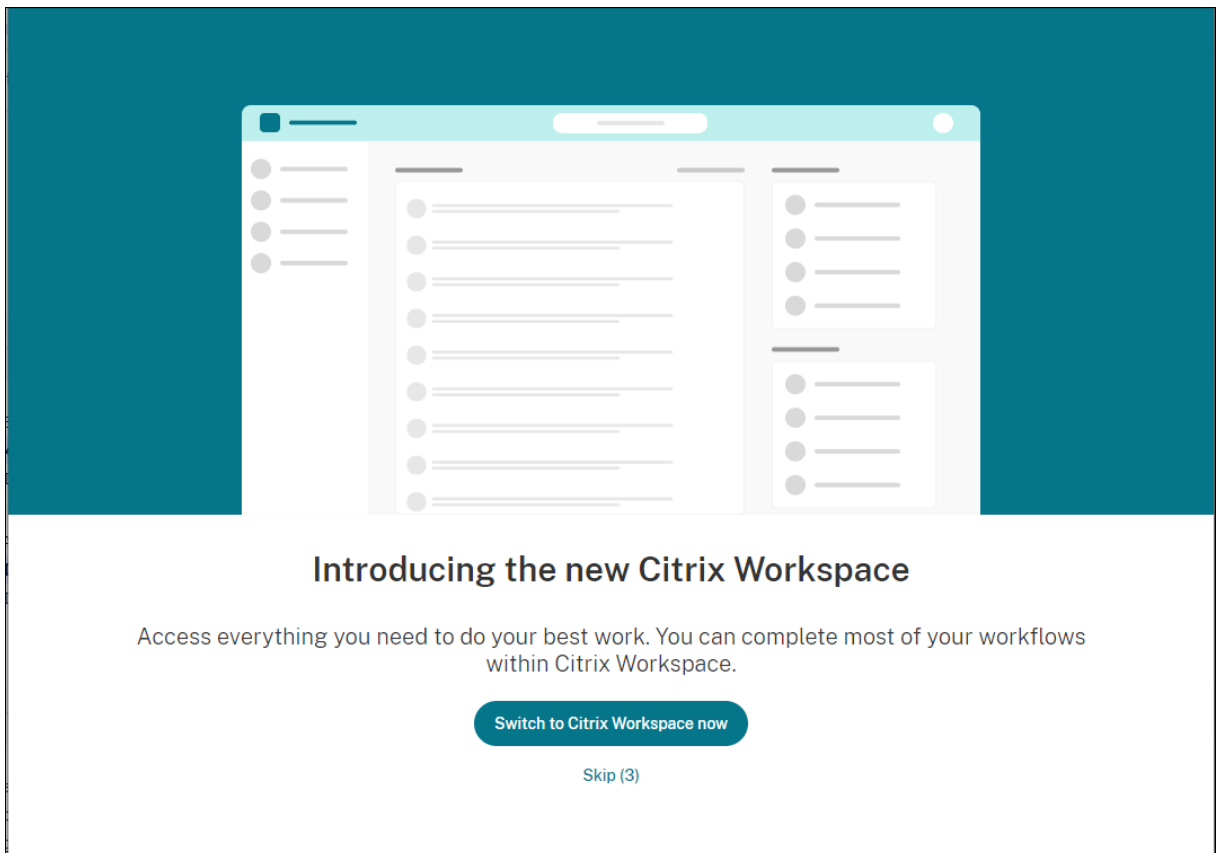 Introducing the new Citrix Workspace
Access everything you need to do your best work. You can complete most of your workflows
within Citrix Workspace.
Switch to Citrix Workspace now
Skip (3)